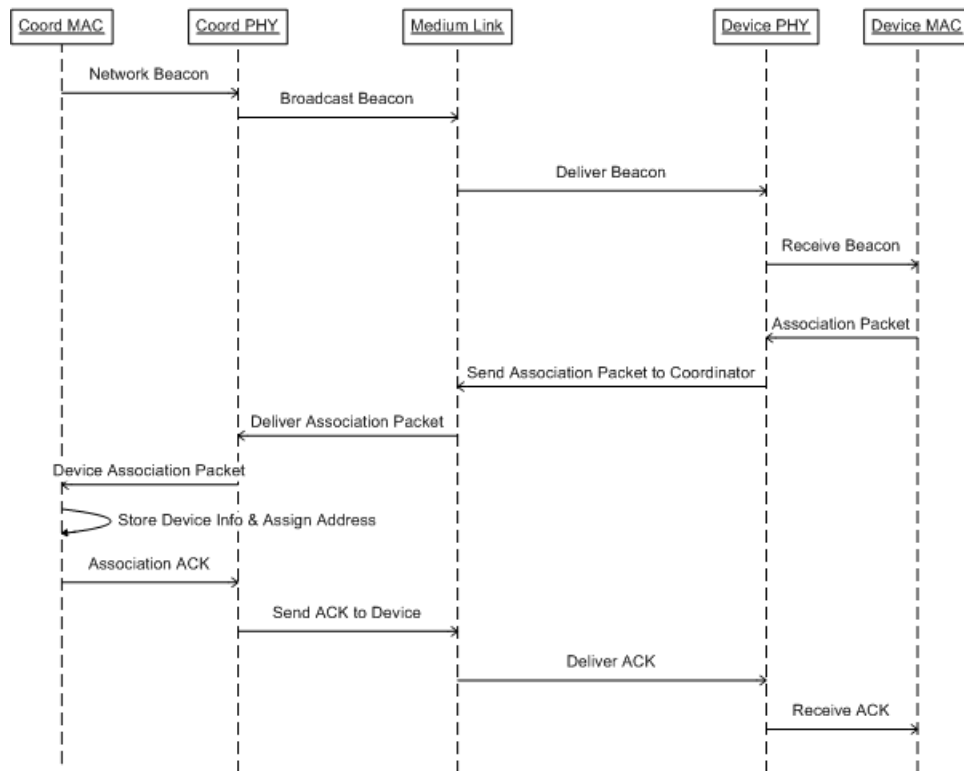 Coord MAC
Coord PHY
Medium Link
Device PHY
Device MAC
Network Beacon
Broadcast Beacon
Deliver Beacon
Receive Beacon
Association Packet
Send Association Packet to Coordinator
Deliver Association Packet
Device Association Packet
Store Device Info & Assign Address
Association ACK
Send ACK to Device
Deliver ACK
Receive ACK